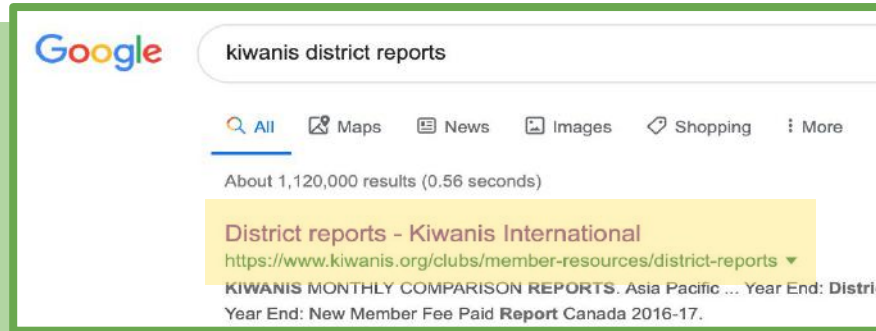 Google
kiwanis district reports
All Maps News Images Shopping More
About 1,120,000 results (0.56 seconds)
District reports - Kiwanis International
https://www.kiwanis.org/clubs/member-resources/district-reports
KIWANIS MONTHLY COMPARISON REPORTS. Asia Pacific ... Year End: Distri
Year End: New Member Fee Paid Report Canada 2016-17.